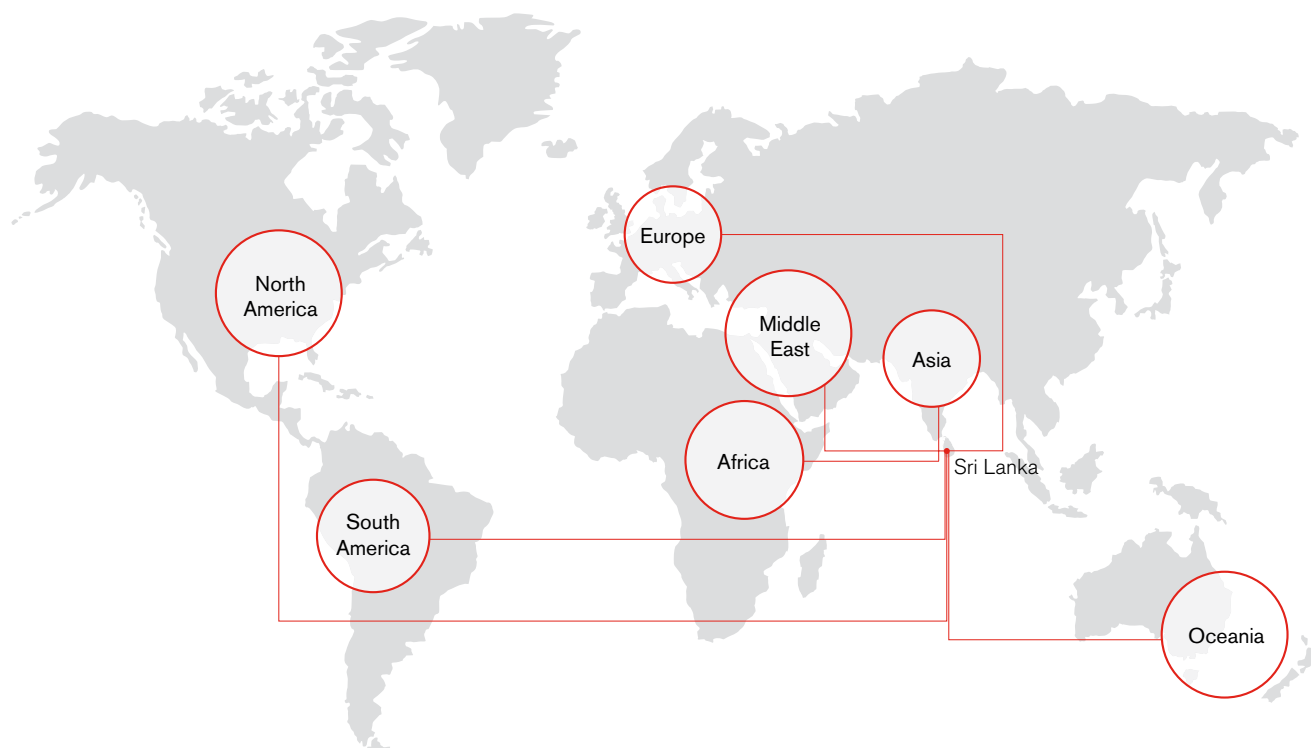 Europe
North
America
Middle
East
Asia
Africa
Sri Lanka
South
America
Oceania